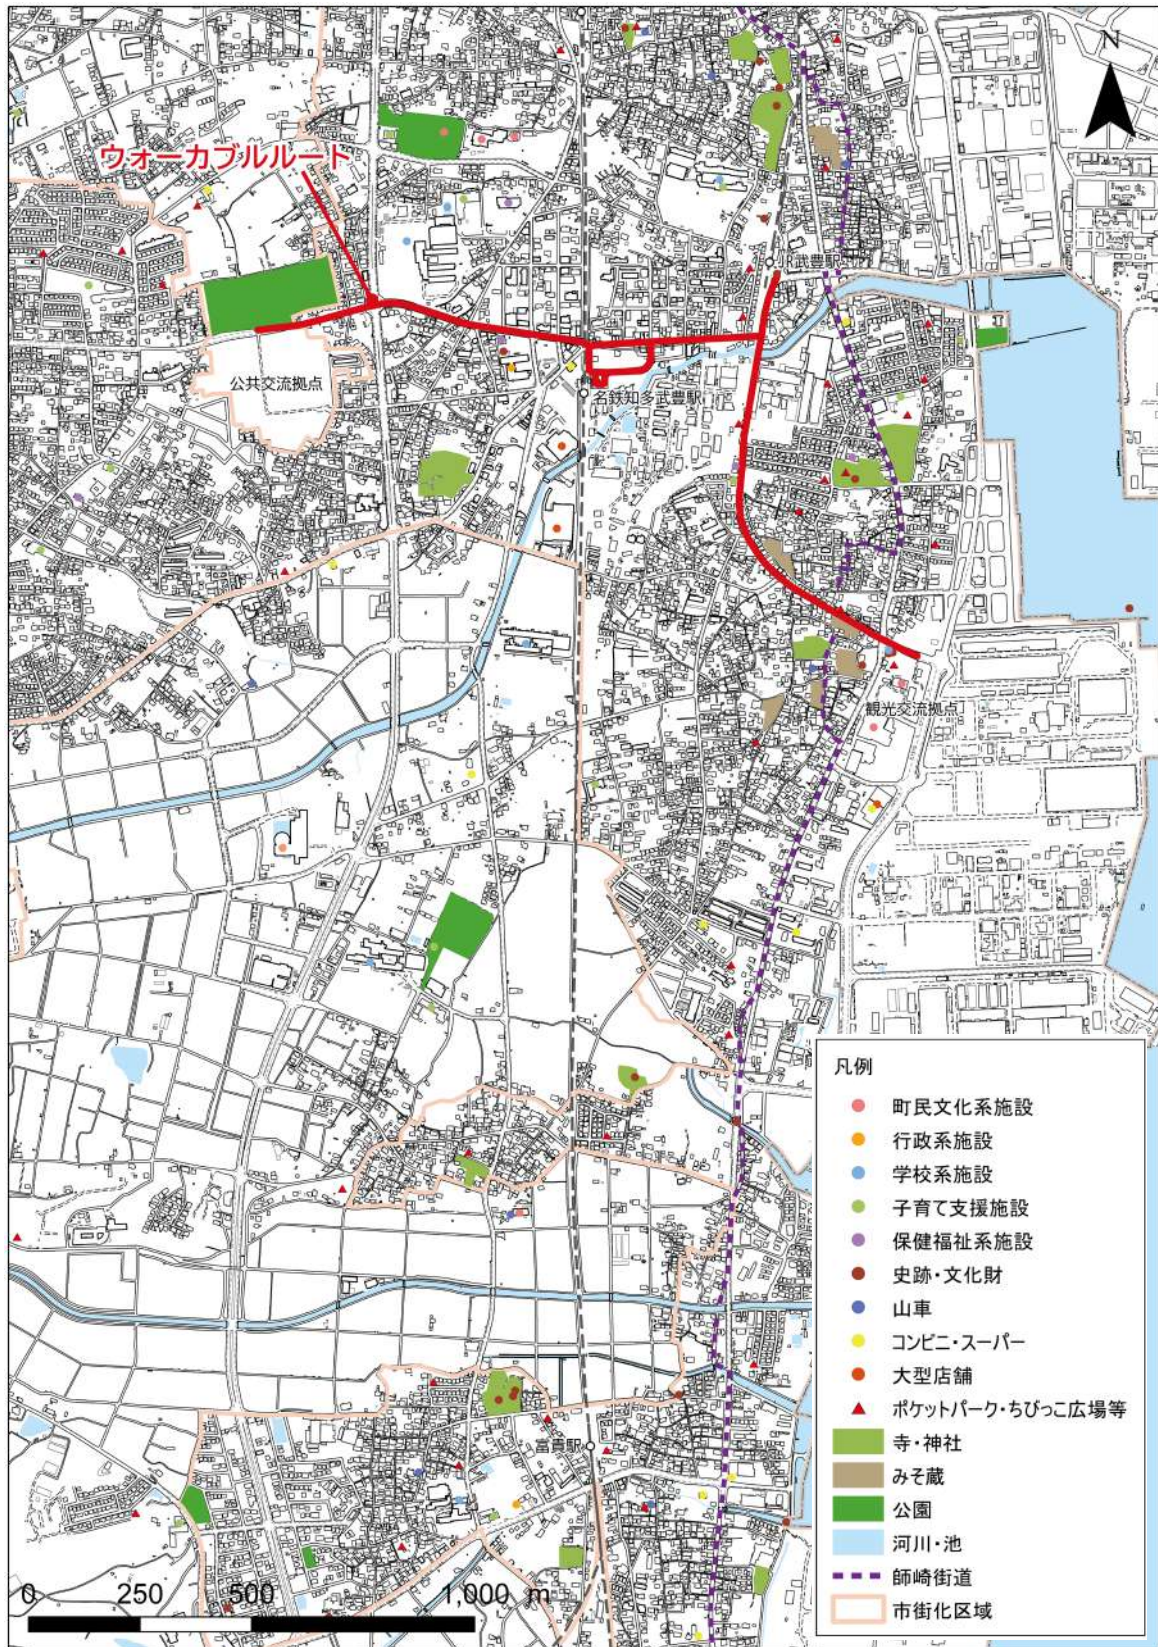 駅
N
ウォーカブルルート
JR武豊駅
公共交流拠点
名鉄知多武豊駅
観光交流拠点
凡例
町民文化系施設
行政系施設
学校系施設
子育て支援施設
保健福祉系施設
史跡・文化財
山車
コンビニ・スーパー
大型店舗
ポケットパーク・ちびっこ広場等
寺・神社
みそ蔵
公園
河川・池
師崎街道
市街化区域
富貴駅
0 250 500 1,000 m